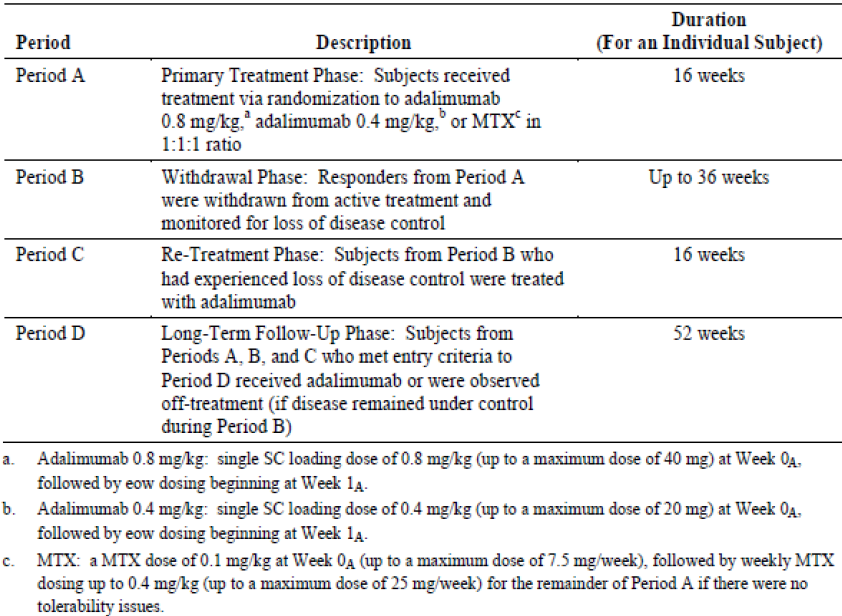 Period Description Duration
(For an Individual Subject)
Period A Primary Treatment Phase: Subjects received 16 weeks
treatment via randomization to adalimumab
0.8 mg/kg,a adalimumab 0.4 mg/kg,b or MTXc in
1:1:1 ratio
Period B Withdrawal Phase: Responders from Period A Up to 36 weeks
were withdrawn from active treatment and
monitored for loss of disease control
Period C Re-Treatment Phase: Subjects from Period B who 16 weeks
had experienced loss of disease control were treated
with adalimumab
Period D Long-Term Follow-Up Phase: Subjects from 52 weeks
Periods A, B, and C who met entry criteria to
Period D received adalimumab or were observed
off-treatment (if disease remained under control
during Period B)
a. Adalimumab 0.8 mg/kg: single SC loading dose of 0.8 mg/kg (up to a maximum dose of 40 mg) at Week 0A,
followed by eow dosing beginning at Week 1A.
b. Adalimumab 0.4 mg/kg: single SC loading dose of 0.4 mg/kg (up to a maximum dose of 20 mg) at Week 0A,
followed by eow dosing beginning at Week 1A.
c. MTX: a MTX dose of 0.1 mg/kg at Week 0A (up to a maximum dose of 7.5 mg/week), followed by weekly MTX
dosing up to 0.4 mg/kg (up to a maximum dose of 25 mg/week) for the remainder of Period A if there were no
tolerability issues.